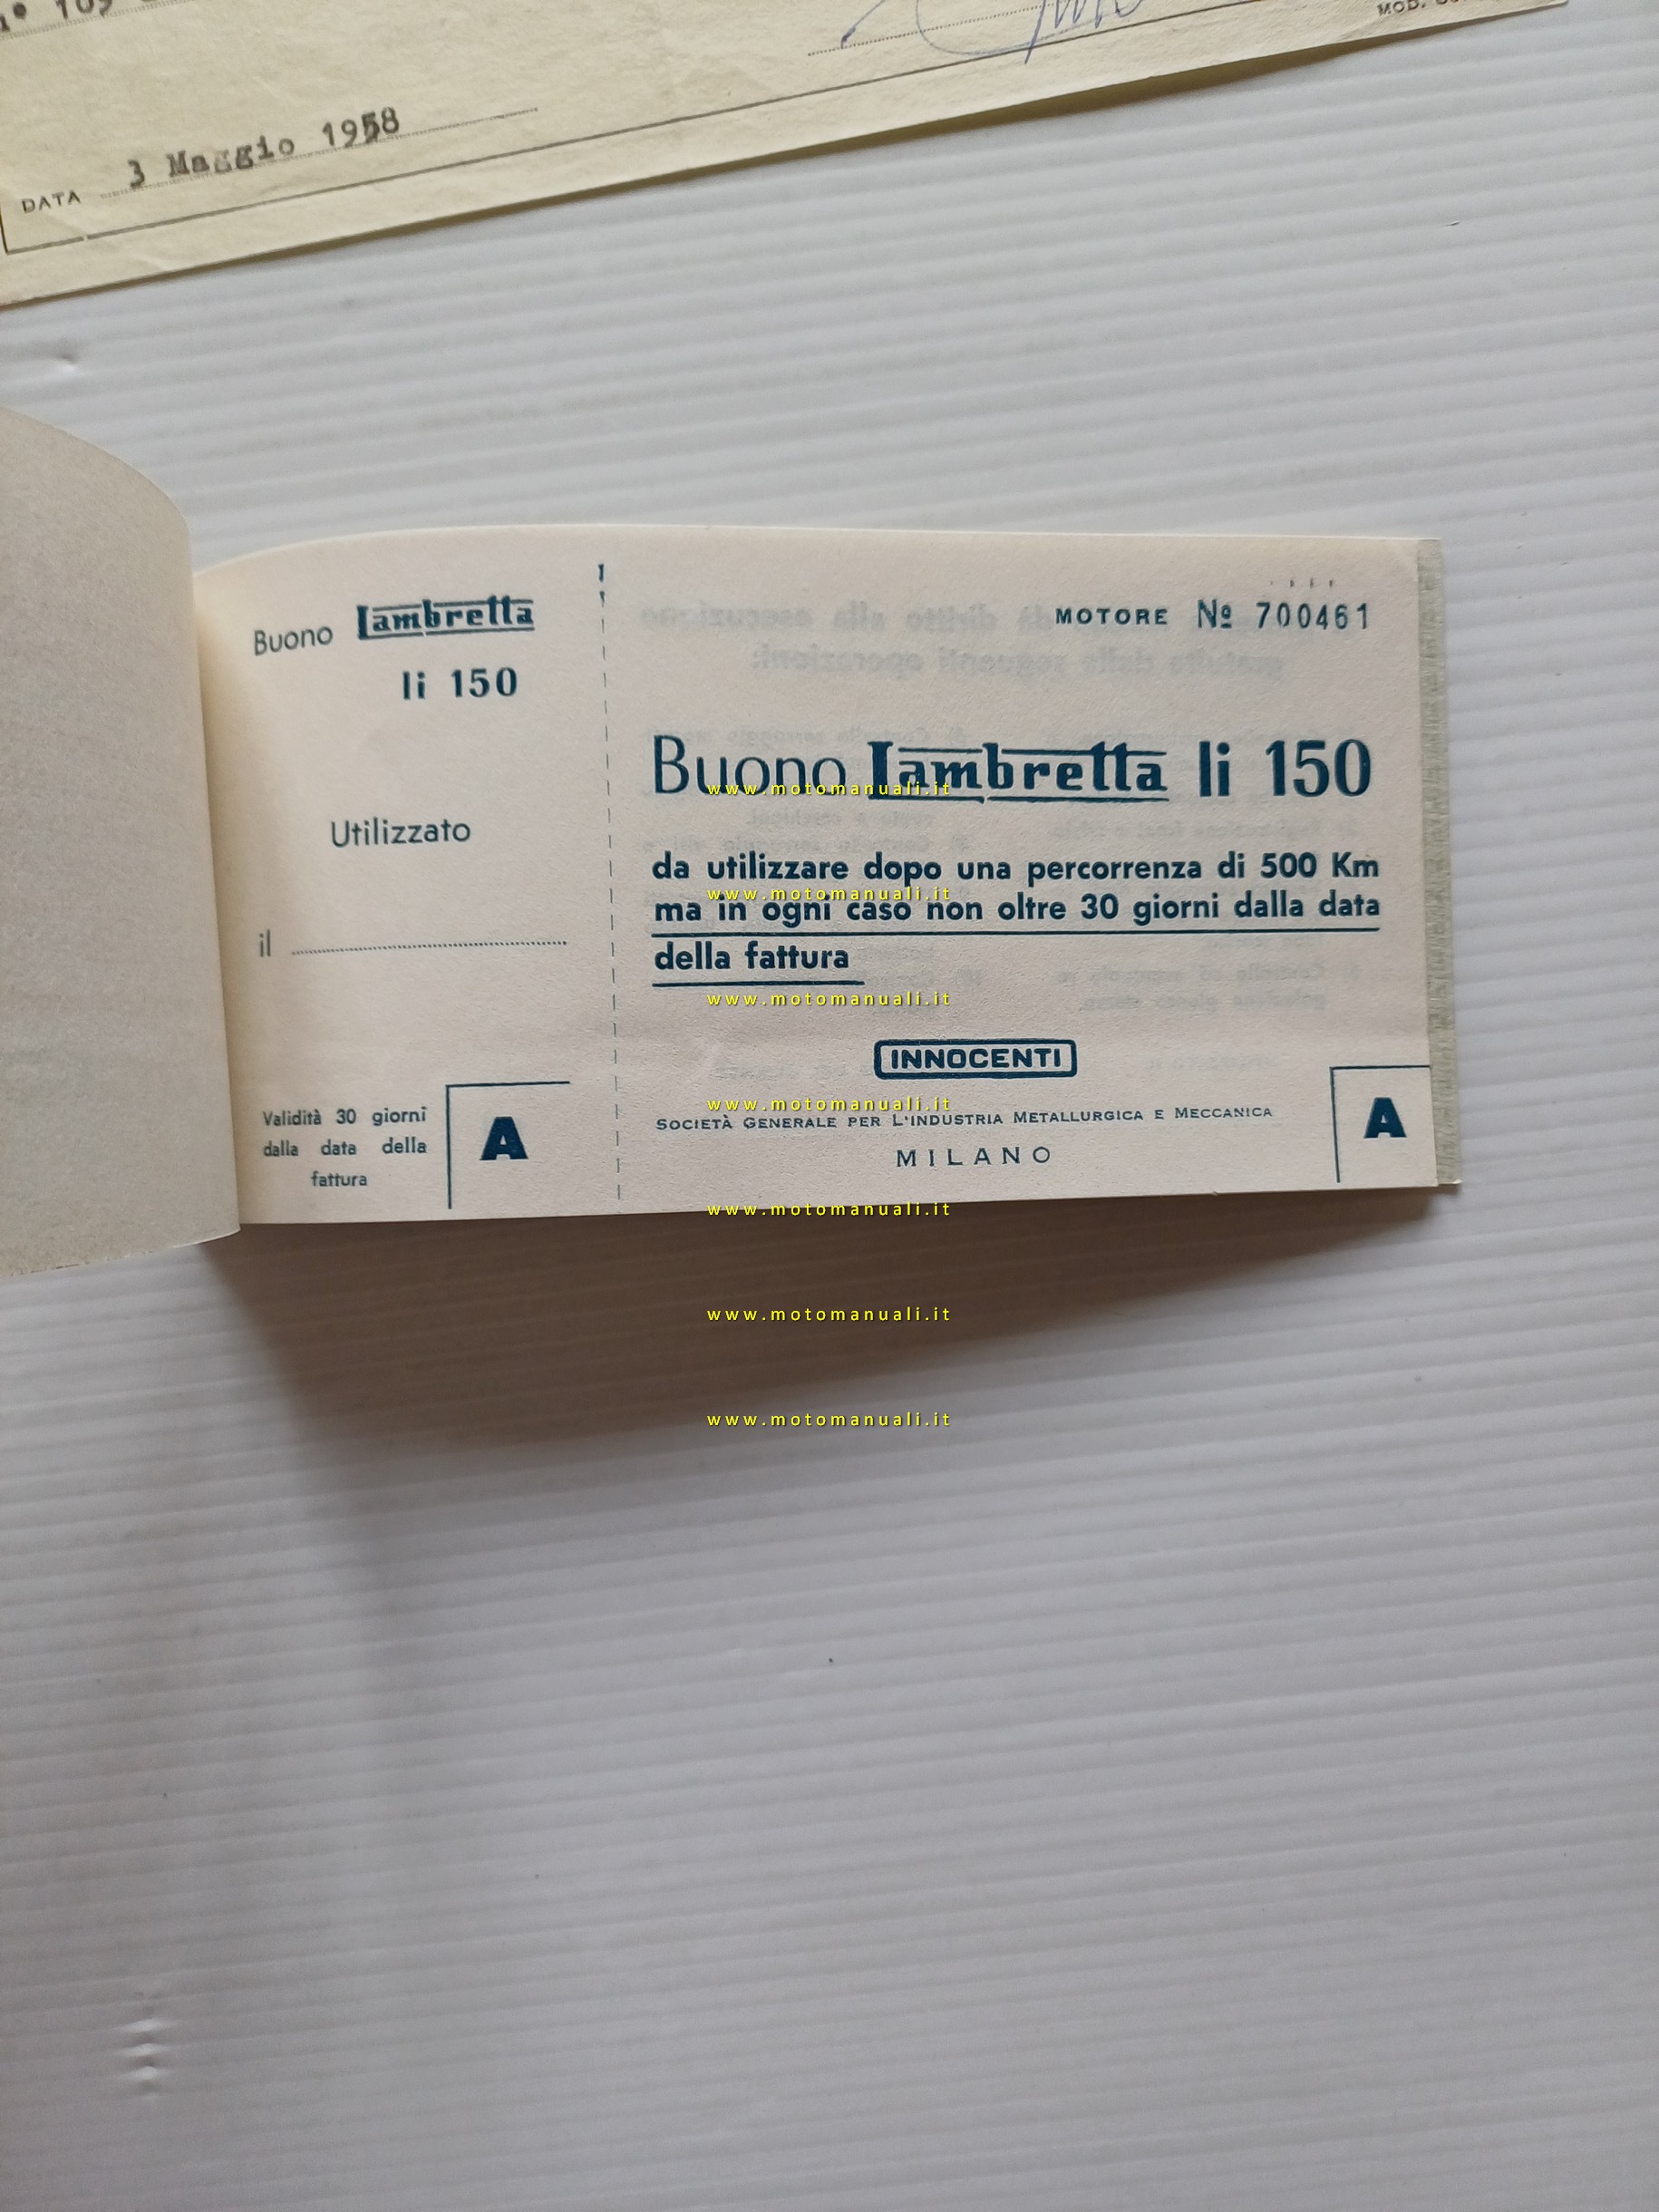 DATA 3 Maggio 1958
Buono Lambretta
li 150
Utilizzato
il
Validità 30 giorni
dalla data della
fattura
A
MOTORE Nº 700461
Buono Lambretta li 150
da utilizzare dopo una percorrenza di 500 Km
ma in ogni caso non oltre 30 giorni dalla data
della fattura
INNOCENTI
SOCIETÀ GENERALE PER L'INDUSTRIA METALLURGICA E MECCANICA
MILANO
A
www.motomanuali.it
www.motomanuali.it
www.motomanuali.it
www.motomanuali.it
www.motomanuali.it
www.motomanuali.it
www.motomanuali.it